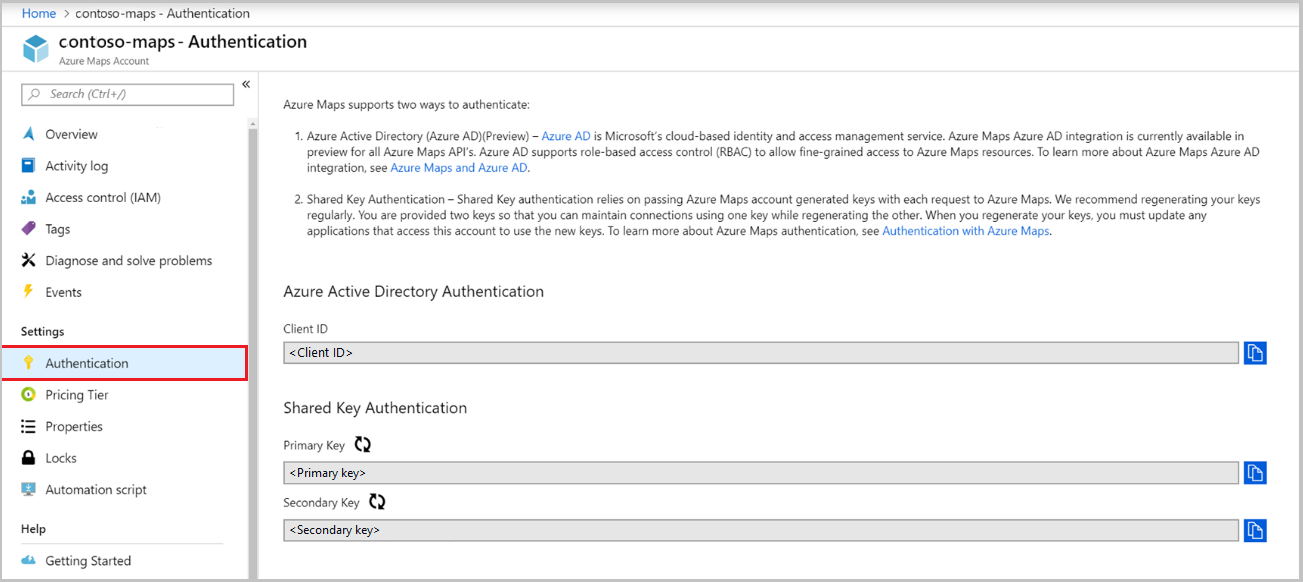 Home > contoso-maps - Authentication
contoso-maps - Authentication
Azure Maps Account
Search (Ctrl+/)
«
Overview
Activity log
Access control (IAM)
Tags
Diagnose and solve problems
Events
Settings
Authentication
Pricing Tier
Properties
Locks
Automation script
Help
Getting Started
Azure Maps supports two ways to authenticate:
1. Azure Active Directory (Azure AD)(Preview) – Azure AD is Microsoft's cloud-based identity and access management service. Azure Maps Azure AD integration is currently available in
preview for all Azure Maps API's. Azure AD supports role-based access control (RBAC) to allow fine-grained access to Azure Maps resources. To learn more about Azure Maps Azure AD
integration, see Azure Maps and Azure AD.
2. Shared Key Authentication – Shared Key authentication relies on passing Azure Maps account generated keys with each request to Azure Maps. We recommend regenerating your keys
regularly. You are provided two keys so that you can maintain connections using one key while regenerating the other. When you regenerate your keys, you must update any
applications that access this account to use the new keys. To learn more about Azure Maps authentication, see Authentication with Azure Maps.
Azure Active Directory Authentication
Client ID
<Client ID>
Shared Key Authentication
Primary Key
<Primary key>
Secondary Key
<Secondary key>